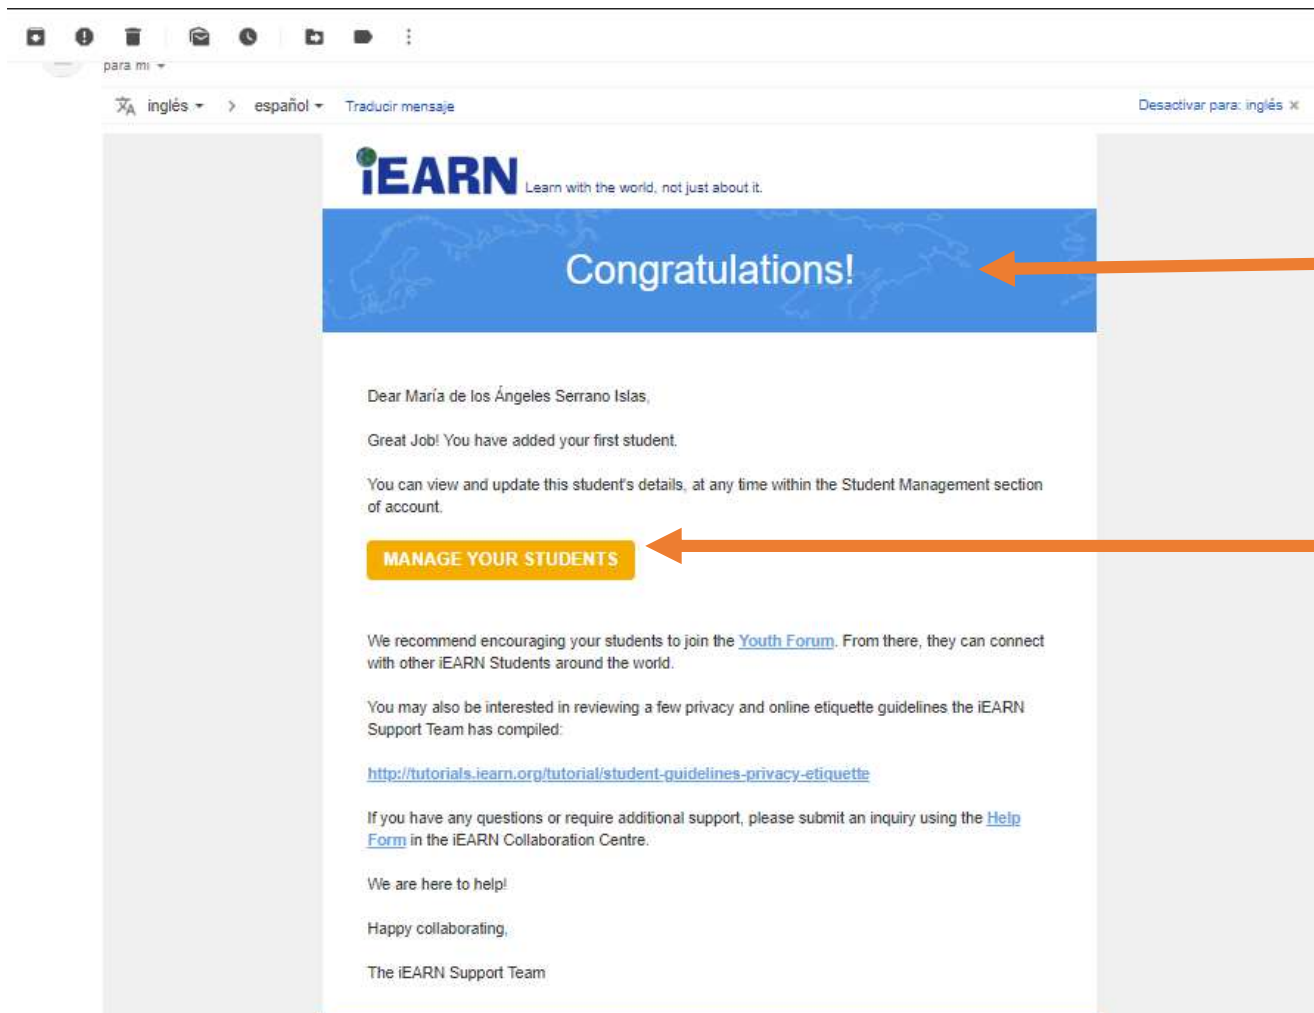 para mí
inglés > español Traducir mensaje Desactivar para: inglés ×
iEARN Learn with the world, not just about it.
Congratulations!
Dear María de los Ángeles Serrano Islas,
Great Job! You have added your first student.
You can view and update this student's details, at any time within the Student Management section
of account.
MANAGE YOUR STUDENTS
We recommend encouraging your students to join the Youth Forum. From there, they can connect
with other iEARN Students around the world.
You may also be interested in reviewing a few privacy and online etiquette guidelines the iEARN
Support Team has compiled:
http://tutorials.iearn.org/tutorial/student-guidelines-privacy-etiquette
If you have any questions or require additional support, please submit an inquiry using the Help
Form in the iEARN Collaboration Centre.
We are here to help!
Happy collaborating,
The iEARN Support Team